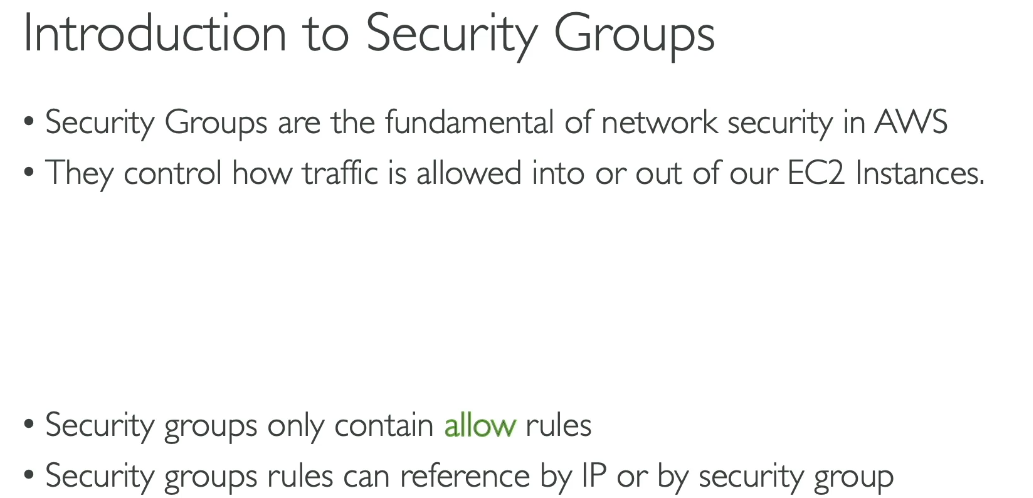 Introduction to Security Groups
• Security Groups are the fundamental of network security in AWS
• They control how traffic is allowed into or out of our EC2 Instances.
• Security groups only contain allow rules
• Security groups rules can reference by IP or by security group